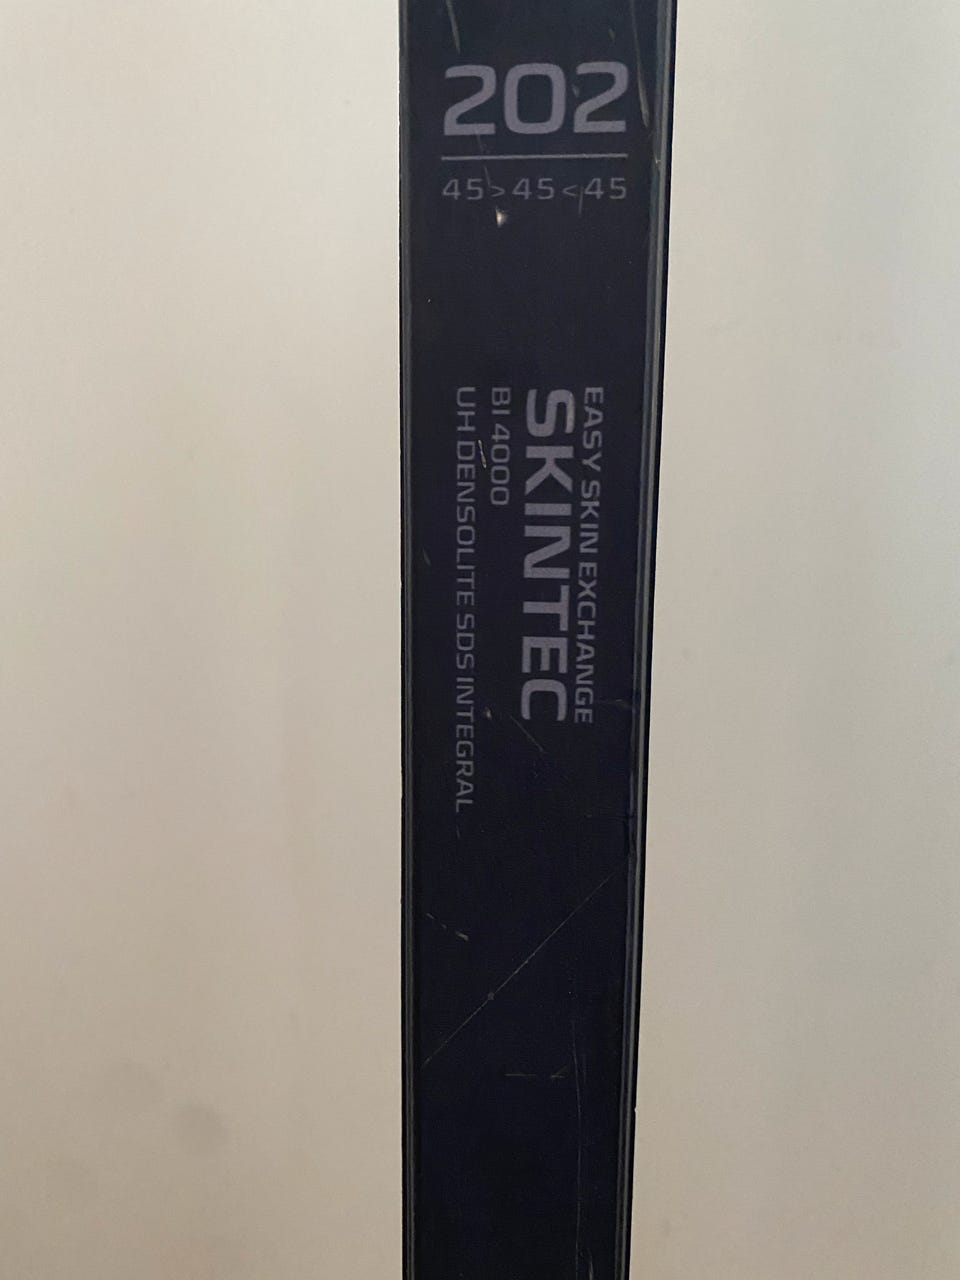 202
45>45<45
EASY SKIN EXCHANGE
SKINTEC
BI 4000
UH DENSOLITE SDS INTEGRAL